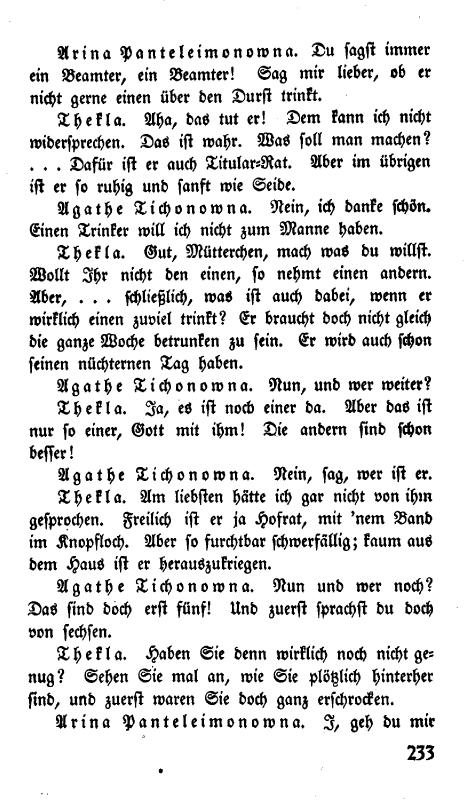 Arina Panteleimonowna. Du sagst immer
ein Beamter, ein Beamter! Sag mir lieber, ob er
nicht gerne einen über den Durst trinkt.
Thekla. Aha, das tut er! Dem kann ich nicht
widersprechen. Das ist wahr. Was soll man machen?
. . . Dafür ist er auch Titular-Rat. Aber im übrigen
ist er so ruhig und sanft wie Seide.
Agathe Tichonowna. Nein, ich danke schön.
Einen Trinker will ich nicht zum Manne haben.
Thekla. Gut, Mütterchen, mach was du willst.
Wollt Ihr nicht den einen, so nehmt einen andern.
Aber, . . . schließlich, was ist auch dabei, wenn er
wirklich einen zuviel trinkt? Er braucht doch nicht gleich
die ganze Woche betrunken zu sein. Er wird auch schon
seinen nüchternen Tag haben.
Agathe Tichonowna. Nun, und wer weiter?
Thekla. Ja, es ist noch einer da. Aber das ist
nur so einer, Gott mit ihm! Die andern sind schon
besser!
Agathe Tichonowna. Nein, sag, wer ist er.
Thekla. Am liebsten hätte ich gar nicht von ihm
gesprochen. Freilich ist er ja Hofrat, mit 'nem Band
im Knopfloch. Aber so furchtbar schwerfällig; kaum aus
dem Haus ist er herauszukriegen.
Agathe Tichonowna. Nun und wer noch?
Das sind doch erst fünf! Und zuerst sprachst du doch
von sechsen.
Thekla. Haben Sie denn wirklich noch nicht ge-
nug? Sehen Sie mal an, wie Sie plötzlich hinterher
sind, und zuerst waren Sie doch ganz erschrocken.
Arina Panteleimonowna. J, geh du mir
233